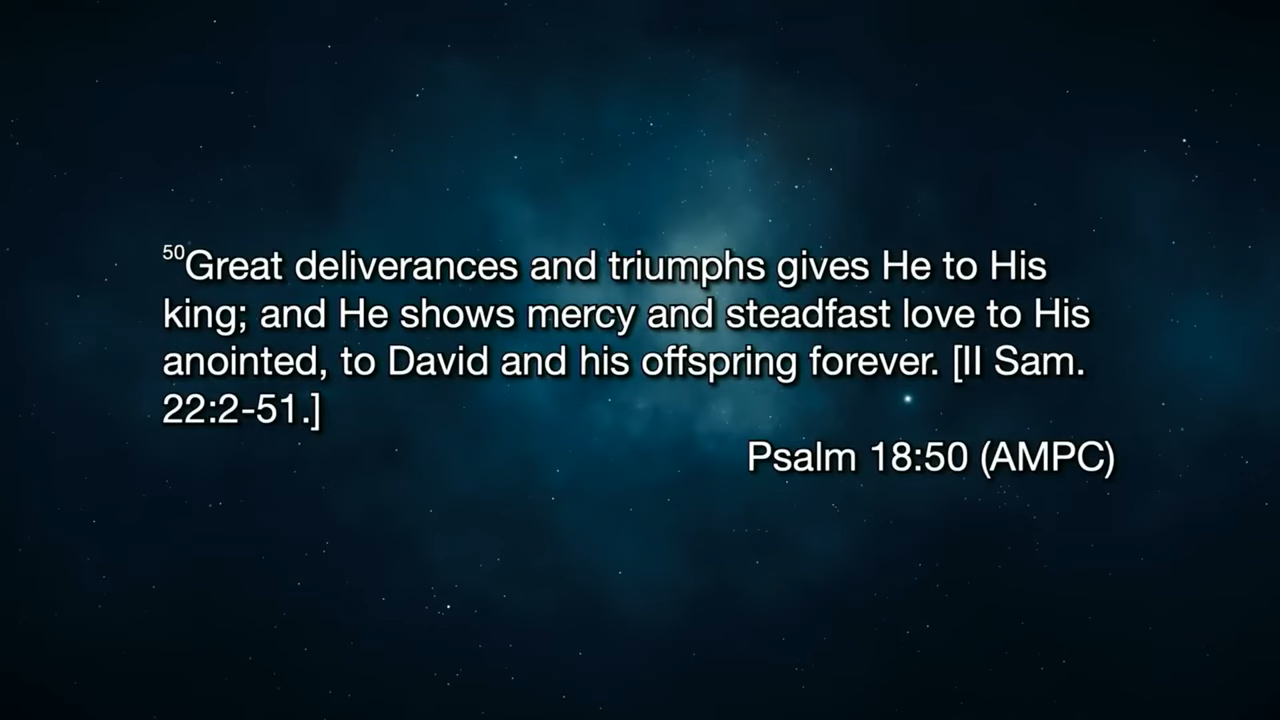 50Great deliverances and triumphs gives He to His
king; and He shows mercy and steadfast love to His
anointed, to David and his offspring forever. [II Sam.
22:2-51.]
Psalm 18:50 (AMPC)